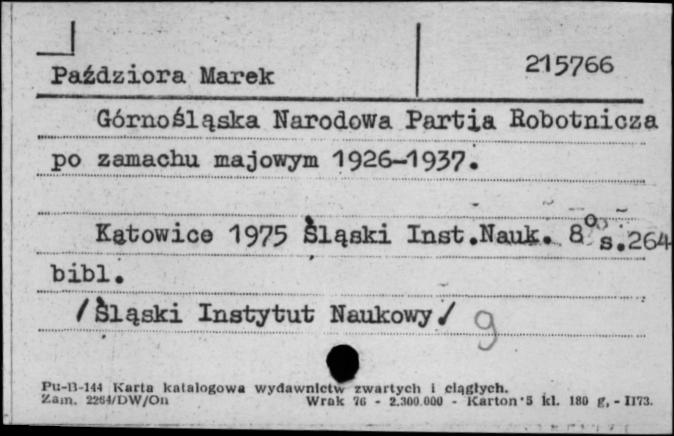 Paździora Marek
215766
Górnośląska Narodowa Partia Robotnicza
po zamachu majowym 1926-1937.
Katowice 1975 Śląski Inst.Nauk. 8° s.264
bibl.
/Śląski Instytut Naukowy/ 9
Pu-B-144 Karta katalogowa wydawnictw zwartych i ciągłych.
Zam. 2264/DW/On Wrak 76 - 2.300.000 - Karton 5 kl. 180 g, - II73.